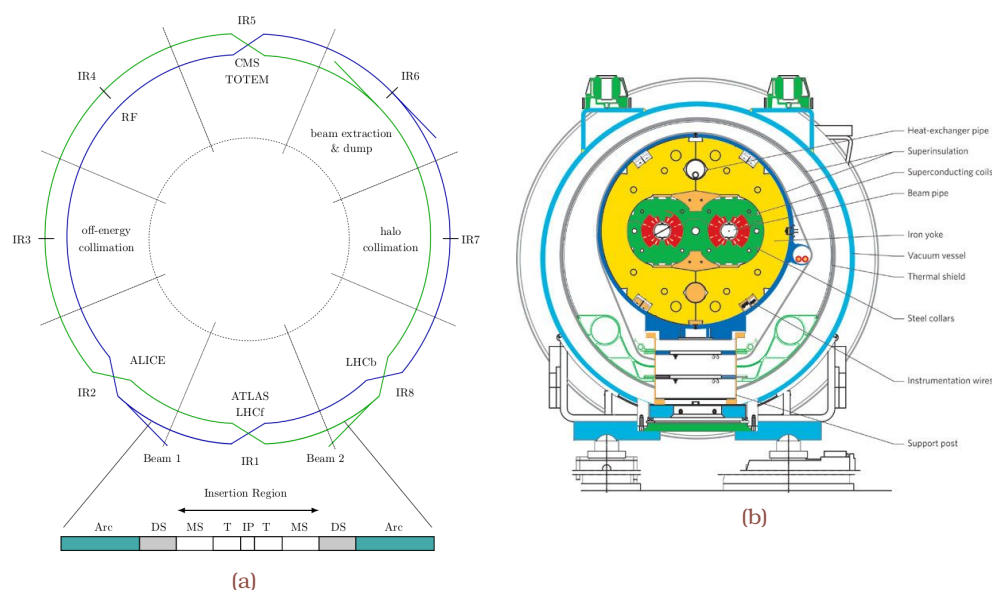 IR5
CMS
TOTEM
IR4
IR6
RF
beam extraction
& dump
IR3
off-energy
collimation
halo
collimation
IR7
ALICE
LHCb
IR2
ATLAS
LHCf
IR8
Beam 1
IR1
Beam 2
Insertion Region
Arc DS MS T IP T MS DS Arc
(a)
Heat-exchanger pipe
Superinsulation
Superconducting coils
Beam pipe
Iron yoke
Vacuum vessel
Thermal shield
Steel collars
Instrumentation wires
Support post
(b)